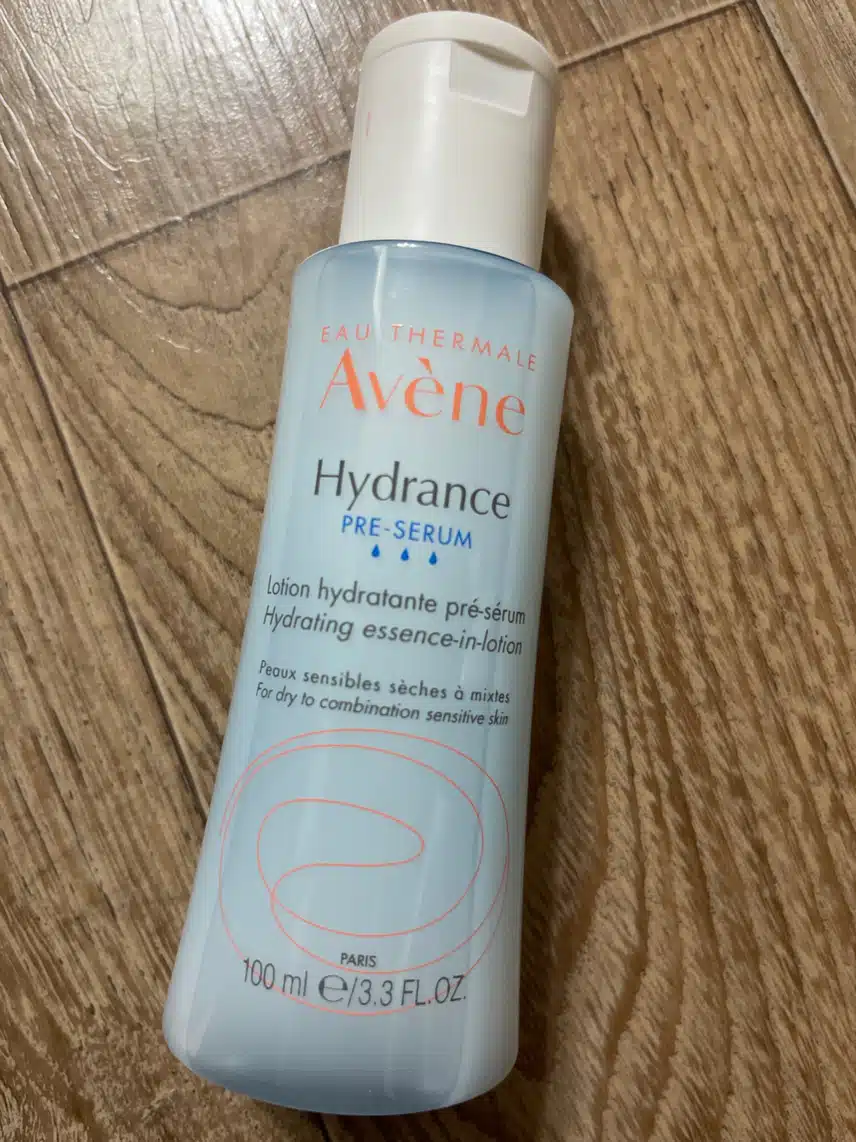 EAU THERMALE
Avène
Hydrance
PRE-SERUM
Lotion hydratante pré-sérum
Hydrating essence-in-lotion
Peaux sensibles sèches à mixtes
For dry to combination sensitive skin
PARIS
100 ml ℮/3.3 FL.OZ.